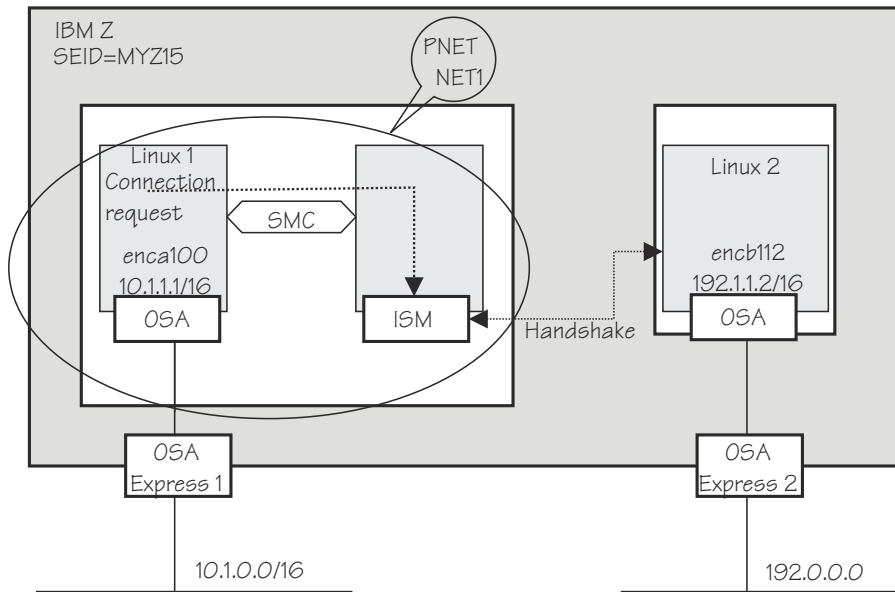 IBM Z
SEID=MYZ15
PNET
NET1
Linux 1
Connection
request
SMC
enca100
10.1.1.1/16
OSA
ISM
Handshake
Linux 2
encb112
192.1.1.2/16
OSA
OSA
Express 1
OSA
Express 2
10.1.0.0/16
192.0.0.0